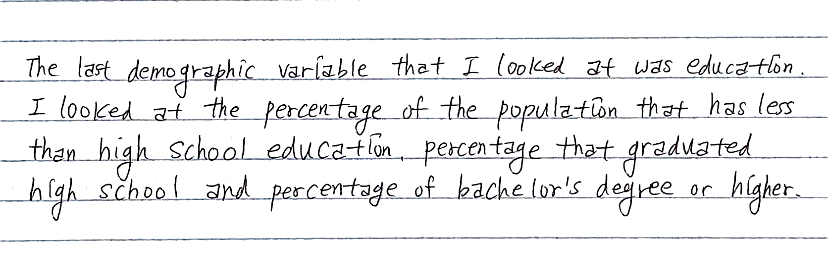 The last demographic variable that I looked at was education.
I looked at the percentage of the population that has less
than high school education, percentage that graduated
high school and percentage of bachelor's degree or higher.